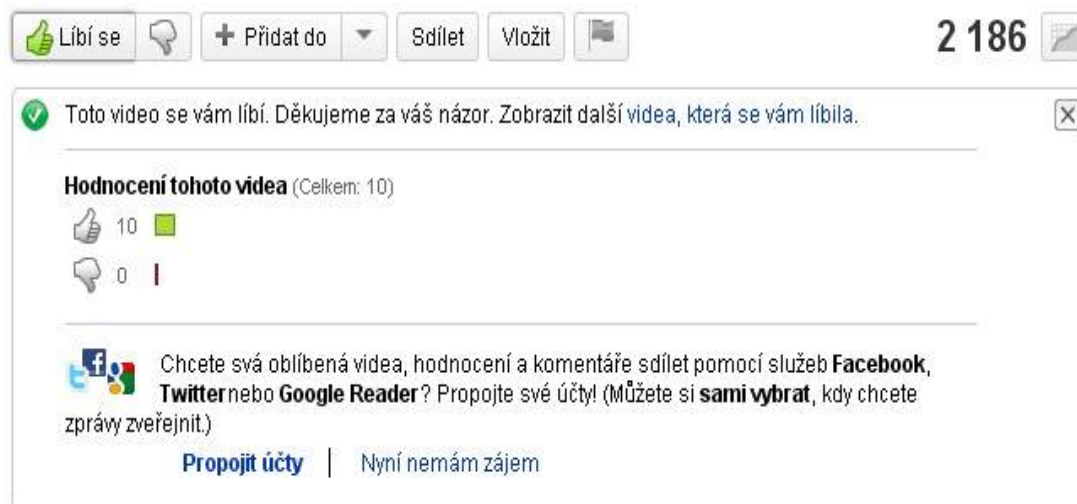 Líbí se Přidat do Sdílet Vložit 2 186
Toto video se vám líbí. Děkujeme za váš názor. Zobrazit další videa, která se vám líbila.
Hodnocení tohoto videa (Celkem: 10)
10
0
Chcete svá oblíbená videa, hodnocení a komentáře sdílet pomocí služeb Facebook,
Twitter nebo Google Reader? Propojte své účty! (Můžete si sami vybrat, kdy chcete
zprávy zveřejnit.)
Propojit účty | Nyní nemám zájem